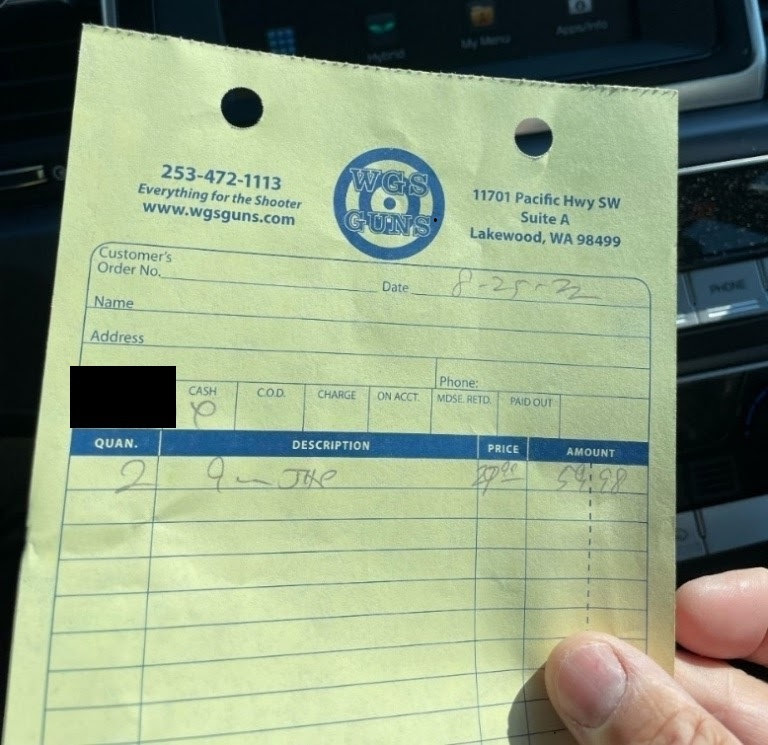 Hybrid
My Menu
Apps/Info
253-472-1113
Everything for the Shooter
www.wgsguns.com
WGS
GUNS
11701 Pacific Hwy SW
Suite A
Lakewood, WA 98499
Customer's
Order No.
Date 8-25-22
Name
Address
Phone:
CASH C.O.D. CHARGE ON ACCT. MDSE. RETD. PAID OUT
QUAN. DESCRIPTION PRICE AMOUNT
2 9mm JHP 59.98
PHONE